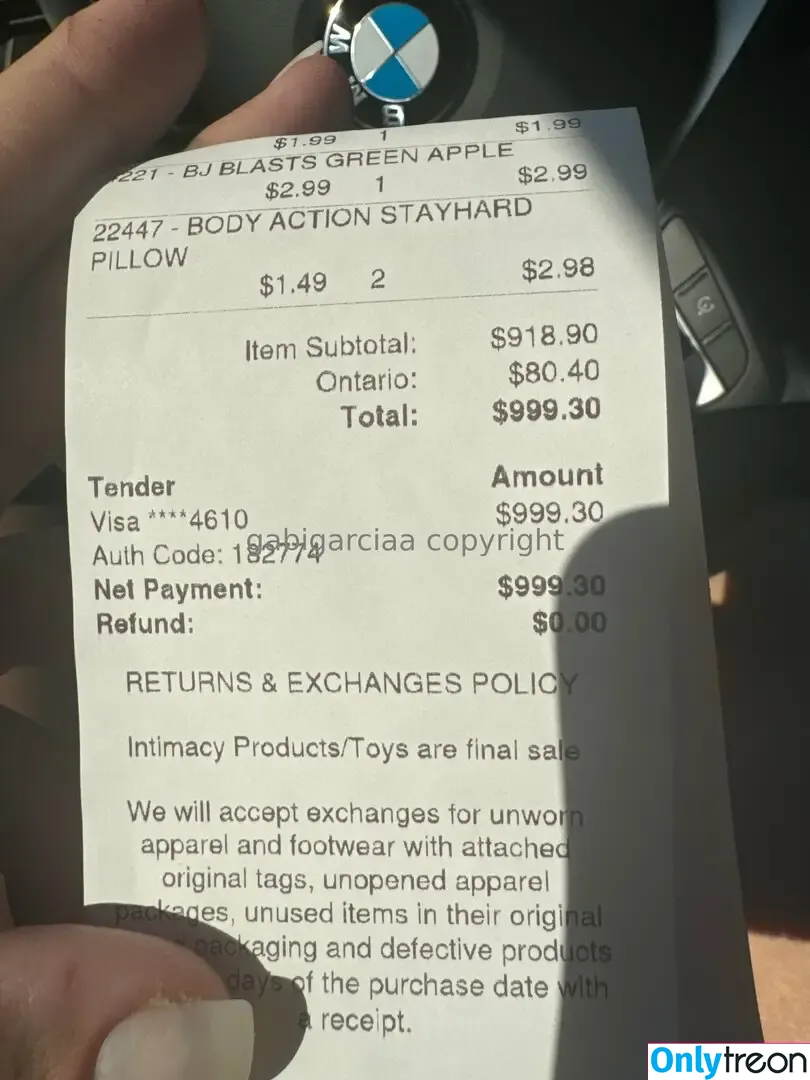 $1.99 1 $1.99
221 - BJ BLASTS GREEN APPLE
$2.99 1 $2.99
22447 - BODY ACTION STAYHARD
PILLOW
$1.49 2 $2.98
Item Subtotal: $918.90
Ontario: $80.40
Total: $999.30
Tender Amount
Visa ****4610 $999.30
Auth Code: 182774
gabigarciaa copyright
Net Payment: $999.30
Refund: $0.00
RETURNS & EXCHANGES POLICY
Intimacy Products/Toys are final sale
We will accept exchanges for unworn
apparel and footwear with attached
original tags, unopened apparel
packages, unused items in their original
packaging and defective products
days of the purchase date with
a receipt.
M
Onlytreon